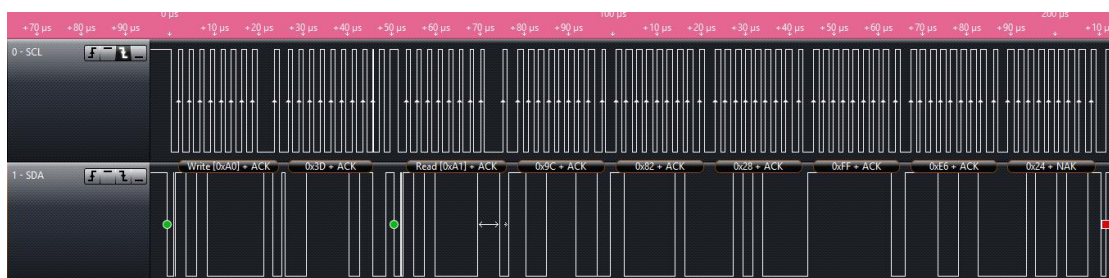 0 µs 100 µs 200 µs
+70 µs +80 µs +90 µs +10 µs +20 µs +30 µs +40 µs +50 µs +60 µs +70 µs +80 µs +90 µs +10 µs +20 µs +30 µs +40 µs +50 µs +60 µs +70 µs +80 µs +90 µs +10 µs
0 - SCL
Write [0xA0] + ACK 0x3D + ACK Read [0xA1] + ACK 0x9C + ACK 0x82 + ACK 0x28 + ACK 0xFF + ACK 0xE6 + ACK 0x24 + NAK
1 - SDA